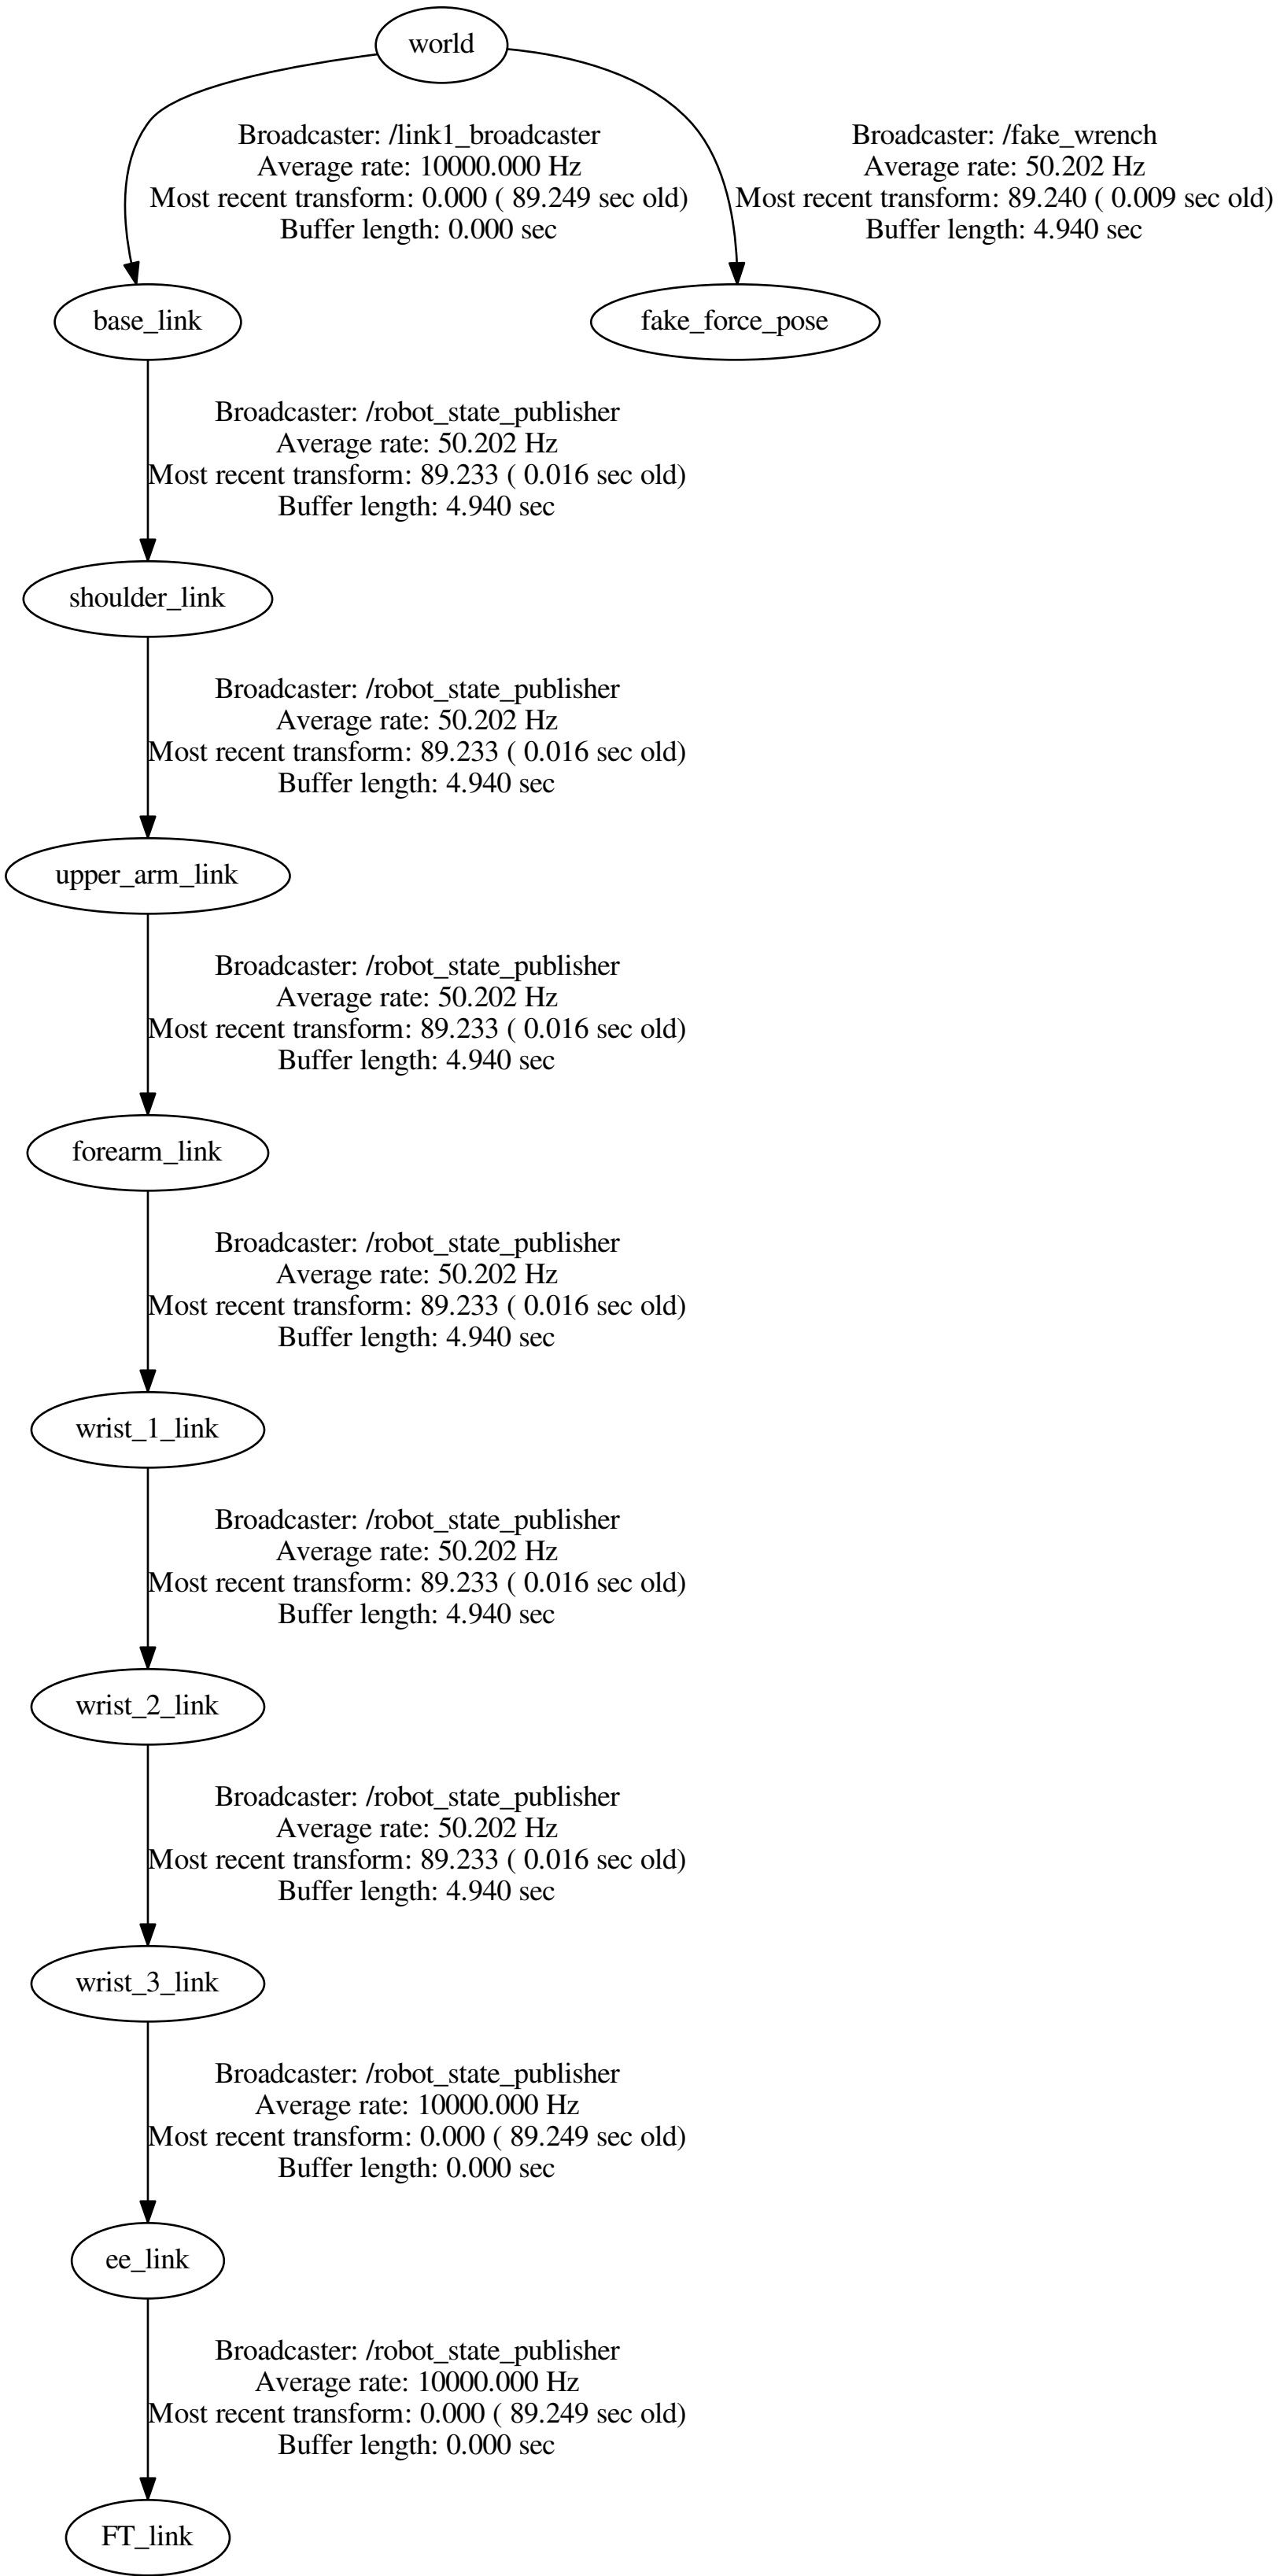 world
Broadcaster: /link1_broadcaster
Average rate: 10000.000 Hz
Most recent transform: 0.000 ( 89.249 sec old)
Buffer length: 0.000 sec
Broadcaster: /fake_wrench
Average rate: 50.202 Hz
Most recent transform: 89.240 ( 0.009 sec old)
Buffer length: 4.940 sec
base_link
fake_force_pose
Broadcaster: /robot_state_publisher
Average rate: 50.202 Hz
Most recent transform: 89.233 ( 0.016 sec old)
Buffer length: 4.940 sec
shoulder_link
Broadcaster: /robot_state_publisher
Average rate: 50.202 Hz
Most recent transform: 89.233 ( 0.016 sec old)
Buffer length: 4.940 sec
upper_arm_link
Broadcaster: /robot_state_publisher
Average rate: 50.202 Hz
Most recent transform: 89.233 ( 0.016 sec old)
Buffer length: 4.940 sec
forearm_link
Broadcaster: /robot_state_publisher
Average rate: 50.202 Hz
Most recent transform: 89.233 ( 0.016 sec old)
Buffer length: 4.940 sec
wrist_1_link
Broadcaster: /robot_state_publisher
Average rate: 50.202 Hz
Most recent transform: 89.233 ( 0.016 sec old)
Buffer length: 4.940 sec
wrist_2_link
Broadcaster: /robot_state_publisher
Average rate: 50.202 Hz
Most recent transform: 89.233 ( 0.016 sec old)
Buffer length: 4.940 sec
wrist_3_link
Broadcaster: /robot_state_publisher
Average rate: 10000.000 Hz
Most recent transform: 0.000 ( 89.249 sec old)
Buffer length: 0.000 sec
ee_link
Broadcaster: /robot_state_publisher
Average rate: 10000.000 Hz
Most recent transform: 0.000 ( 89.249 sec old)
Buffer length: 0.000 sec
FT_link